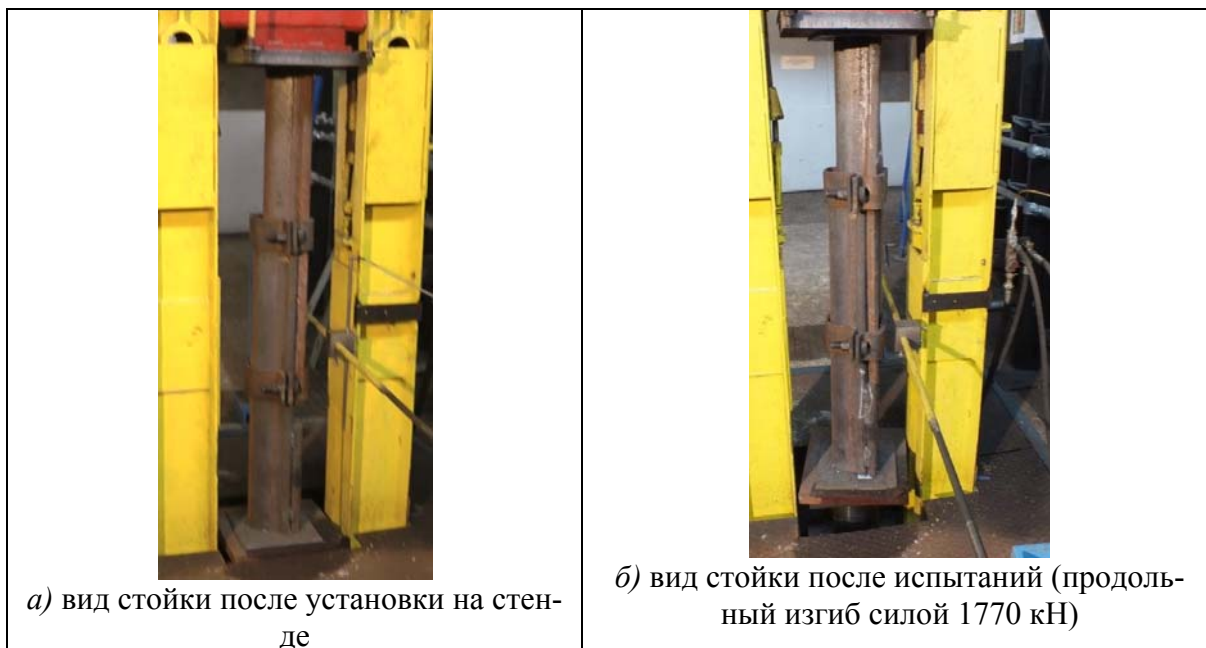 а) вид стойки после установки на стен-
де
б) вид стойки после испытаний (продоль-
ный изгиб силой 1770 кН)